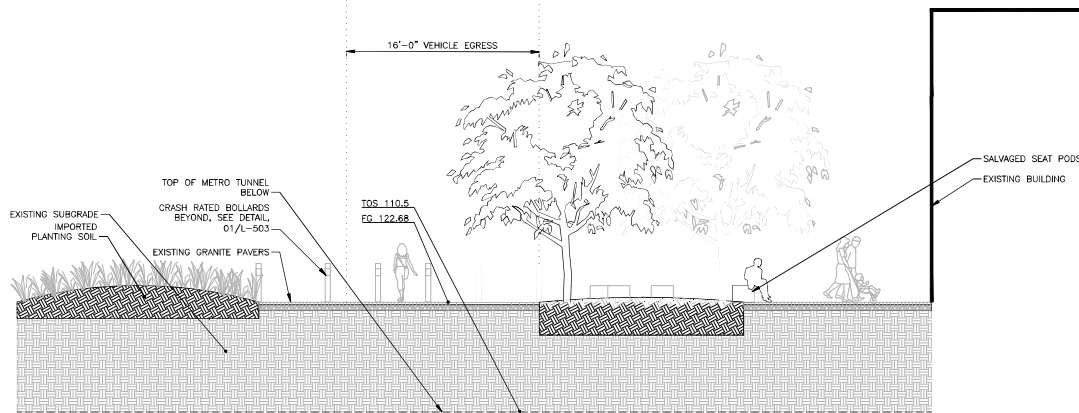 16'-0" VEHICLE EGRESS
SALVAGED SEAT PODS
EXISTING BUILDING
TOP OF METRO TUNNEL
BELOW
CRASH RATED BOLLARDS
BEYOND, SEE DETAIL,
01/L-503
TOS 110.5
FG 122.68
EXISTING SUBGRADE
IMPORTED
PLANTING SOIL
EXISTING GRANITE PAVERS